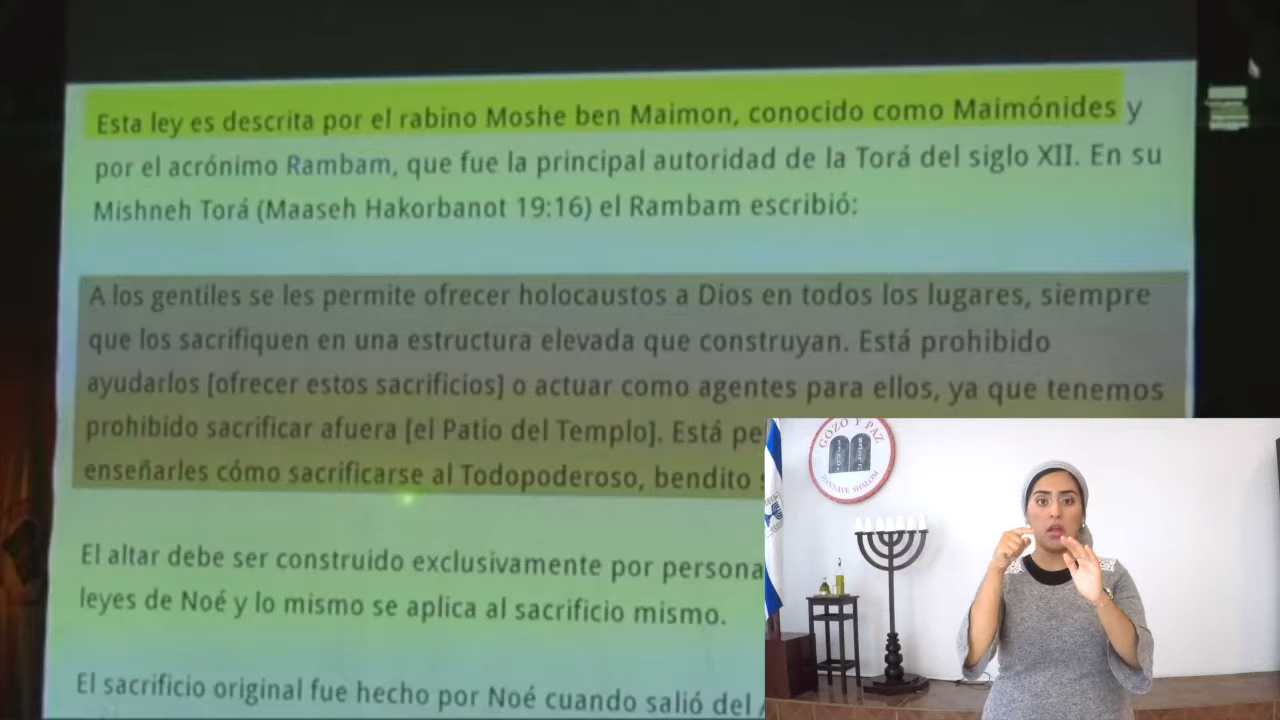 Esta ley es descrita por el rabino Moshe ben Maimon, conocido como Maimónides y
por el acrónimo Rambam, que fue la principal autoridad de la Torá del siglo XII. En su
Mishneh Torá (Maaseh Hakorbanot 19:16) el Rambam escribió:
A los gentiles se les permite ofrecer holocaustos a Dios en todos los lugares, siempre
que los sacrifiquen en una estructura elevada que construyan. Está prohibido
ayudarlos [ofrecer estos sacrificios] o actuar como agentes para ellos, ya que tenemos
prohibido sacrificar afuera [el Patio del Templo]. Está pe
enseñarles cómo sacrificarse al Todopoderoso, bendito
El altar debe ser construido exclusivamente por persona
leyes de Noé y lo mismo se aplica al sacrificio mismo.
El sacrificio original fue hecho por Noé cuando salió del
GOZO Y PAZ
SHALOM